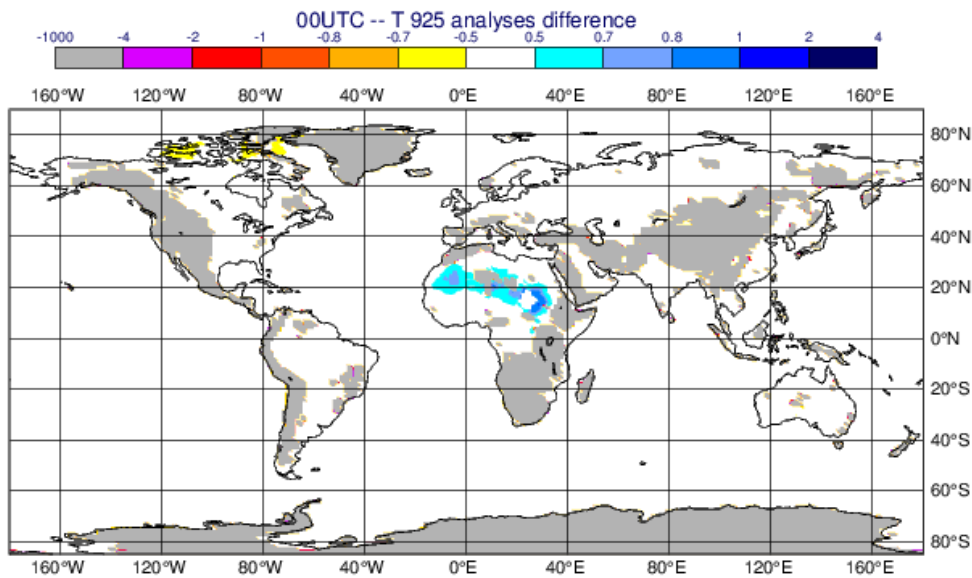 00UTC -- T 925 analyses difference
-1000 -4 -2 -1 -0.8 -0.7 -0.5 0.5 0.7 0.8 1 2 4
160°W 120°W 80°W 40°W 0°E 40°E 80°E 120°E 160°E
80°N
60°N
40°N
20°N
0°N
20°S
40°S
60°S
80°S
160°W 120°W 80°W 40°W 0°E 40°E 80°E 120°E 160°E